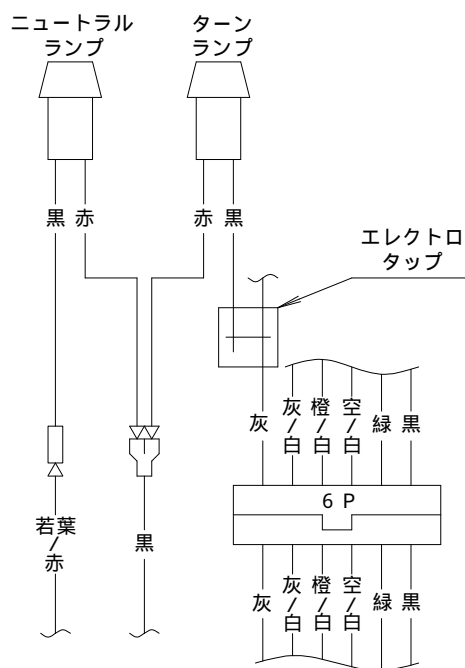 ニュートラル
ランプ
ターン
ランプ
黒 赤 赤 黒
エレクトロ
タップ
灰 灰/白 橙/白 空/白 緑 黒
6 P
若葉/赤
黒
灰 灰/白 橙/白 空/白 緑 黒